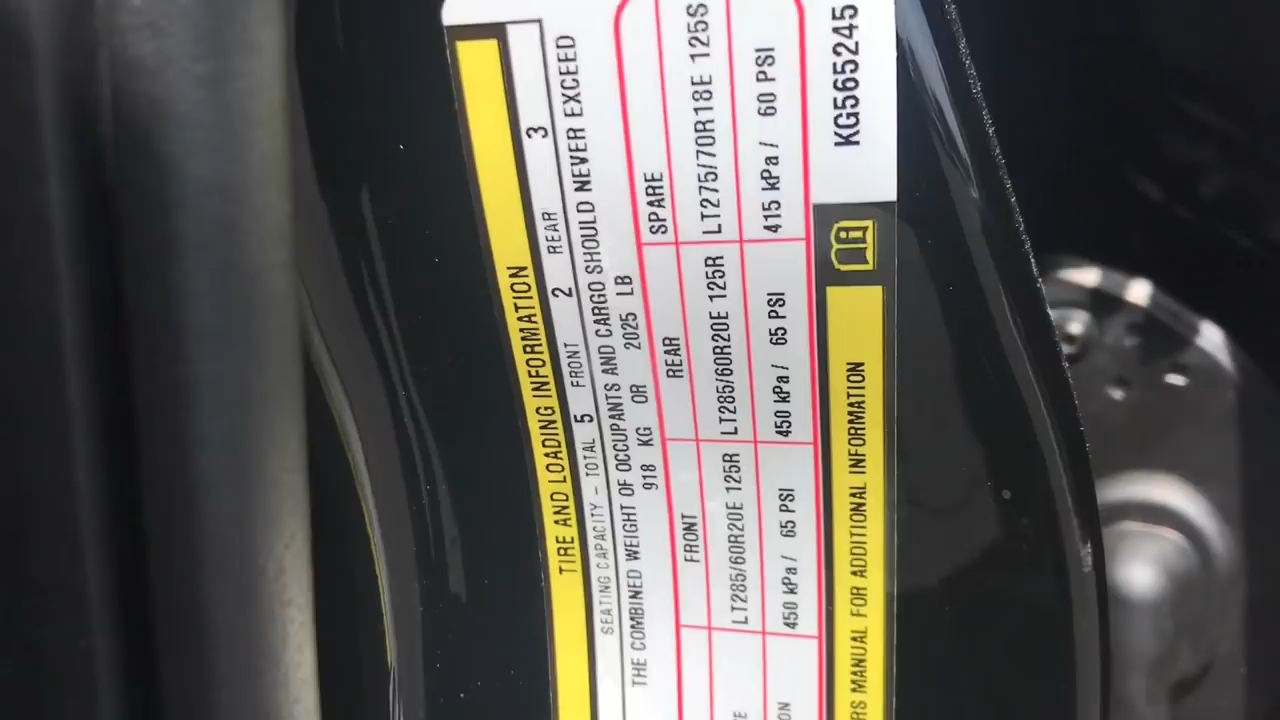 TIRE AND LOADING INFORMATION
SEATING CAPACITY – TOTAL 5 FRONT 2 REAR 3
THE COMBINED WEIGHT OF OCCUPANTS AND CARGO SHOULD NEVER EXCEED
918 KG OR 2025 LB
FRONT REAR SPARE
LT285/60R20E 125R LT285/60R20E 125R LT275/70R18E 125S
450 kPa / 65 PSI 450 kPa / 65 PSI 415 kPa / 60 PSI
MANUAL FOR ADDITIONAL INFORMATION KG565245